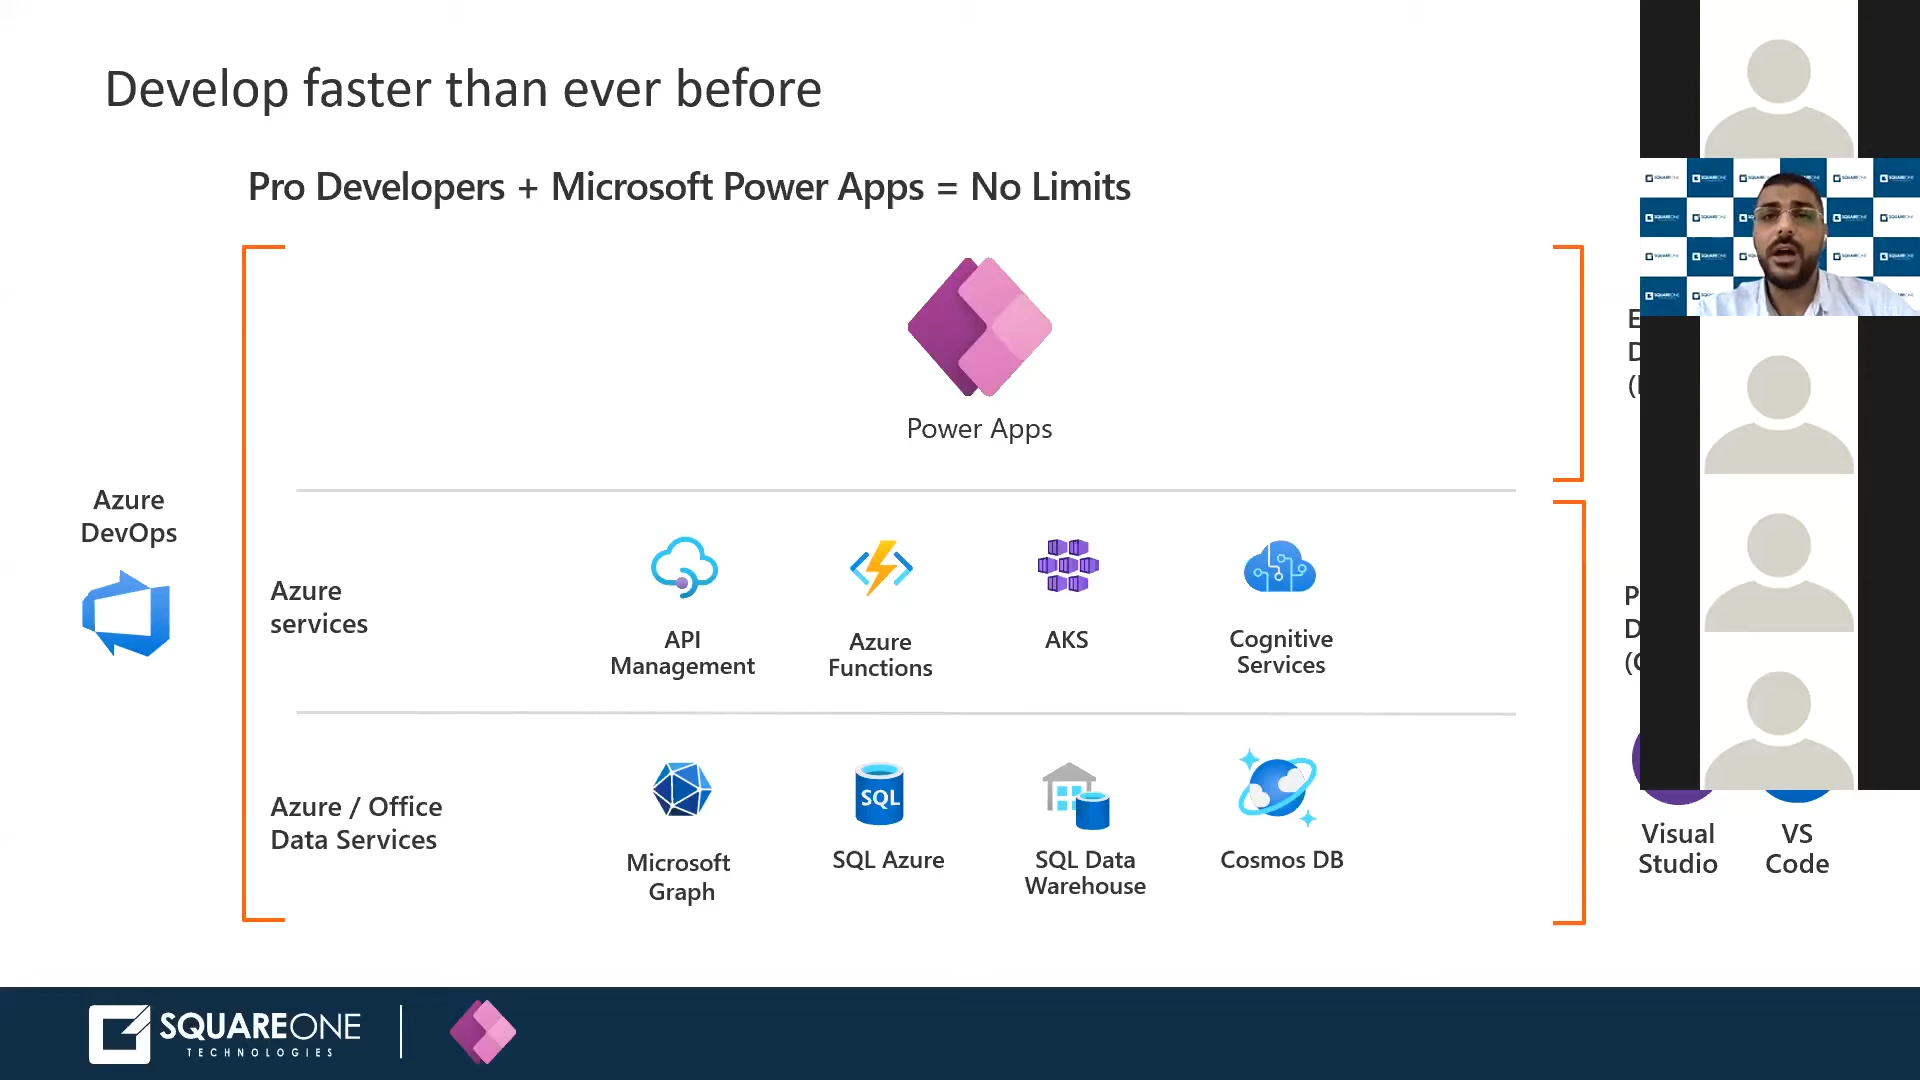 Develop faster than ever before
Pro Developers + Microsoft Power Apps = No Limits
Power Apps
Azure
DevOps
Azure
services
API
Management
Azure
Functions
AKS
Cognitive
Services
Azure / Office
Data Services
Microsoft
Graph
SQL
SQL Azure
SQL Data
Warehouse
Cosmos DB
Visual
Studio
VS
Code
SQUAREONE
TECHNOLOGIES